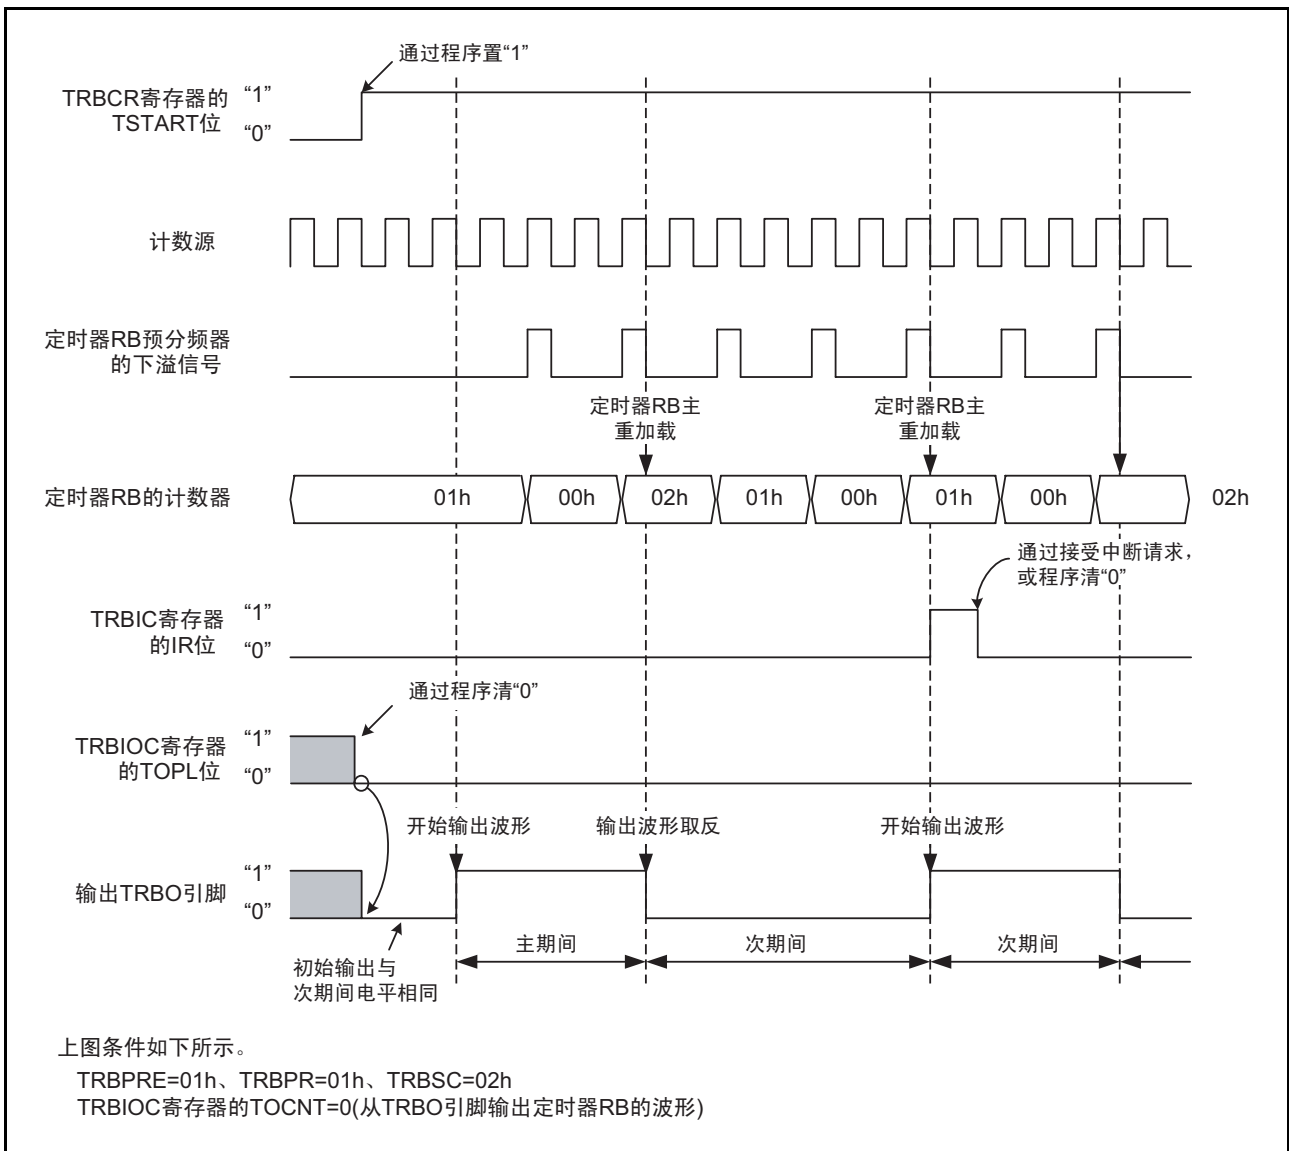 通过程序置“1”
TRBCR寄存器的
TSTART位
“1”
“0”
计数源
定时器RB预分频器
的下溢信号
定时器RB主
重加载
定时器RB主
重加载
定时器RB的计数器
01h
00h
02h
01h
00h
01h
00h
02h
通过接受中断请求，
或程序清“0”
TRBIC寄存器
的IR位
“1”
“0”
通过程序清“0”
TRBIOC寄存器
的TOPL位
“1”
“0”
开始输出波形
输出波形取反
开始输出波形
输出TRBO引脚
“1”
“0”
主期间
次期间
次期间
初始输出与
次期间电平相同
上图条件如下所示。
TRBPRE=01h、TRBPR=01h、TRBSC=02h
TRBIOC寄存器的TOCNT=0(从TRBO引脚输出定时器RB的波形)